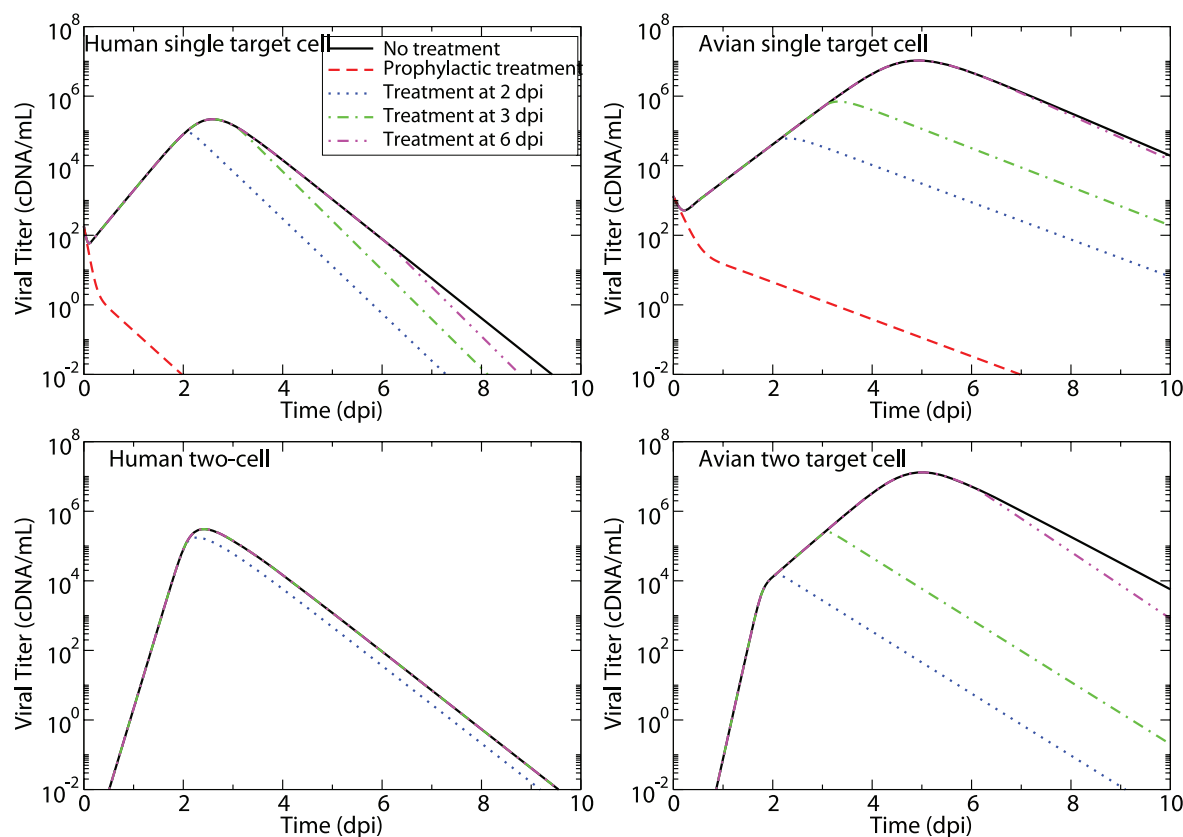 Human single target cell
No treatment
Prophylactic treatment
Treatment at 2 dpi
Treatment at 3 dpi
Treatment at 6 dpi
Viral Titer (cDNA/mL)
10^8
10^6
10^4
10^2
10^0
10^-2
0 2 4 6 8 10
Time (dpi)
Avian single target cell
Viral Titer (cDNA/mL)
10^8
10^6
10^4
10^2
10^0
10^-2
0 2 4 6 8 10
Time (dpi)
Human two-cell
Viral Titer (cDNA/mL)
10^8
10^6
10^4
10^2
10^0
10^-2
0 2 4 6 8 10
Time (dpi)
Avian two target cell
Viral Titer (cDNA/mL)
10^8
10^6
10^4
10^2
10^0
10^-2
0 2 4 6 8 10
Time (dpi)